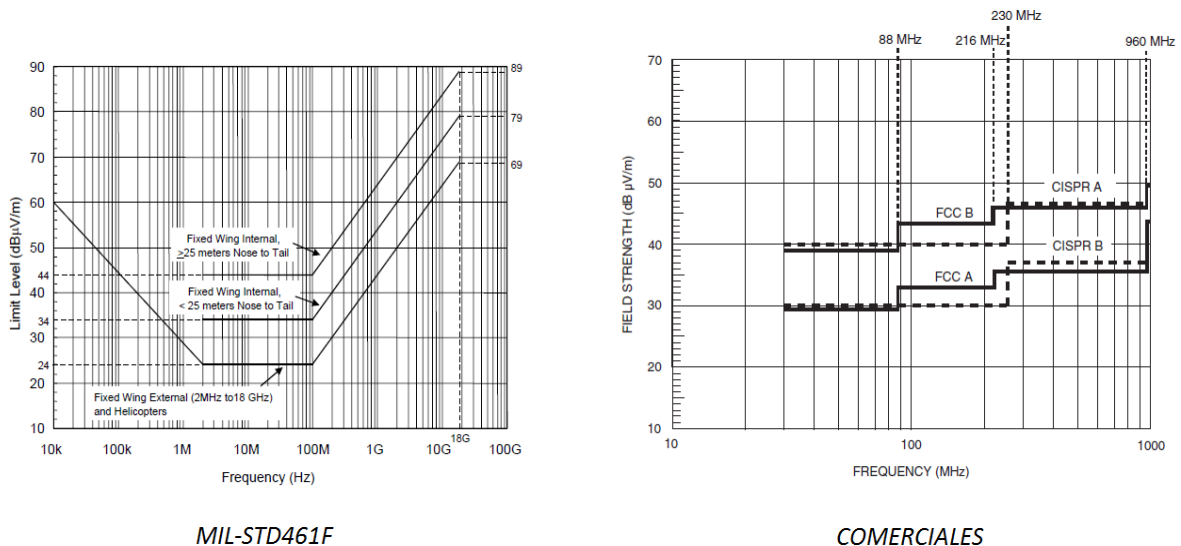 90
80
70
60
50
44
40
34
30
24
20
10
Limit Level (dBµV/m)
89
79
69
Fixed Wing Internal,
≥25 meters Nose to Tail
Fixed Wing Internal,
< 25 meters Nose to Tail
Fixed Wing External (2MHz to18 GHz)
and Helicopters
10k
100k
1M
10M
100M
1G
10G
18G
100G
Frequency (Hz)
MIL-STD461F
230 MHz
88 MHz
216 MHz
960 MHz
70
60
50
40
30
20
10
FIELD STRENGTH (dB µV/m)
CISPR A
FCC B
CISPR B
FCC A
10
100
1000
FREQUENCY (MHz)
COMERCIALES